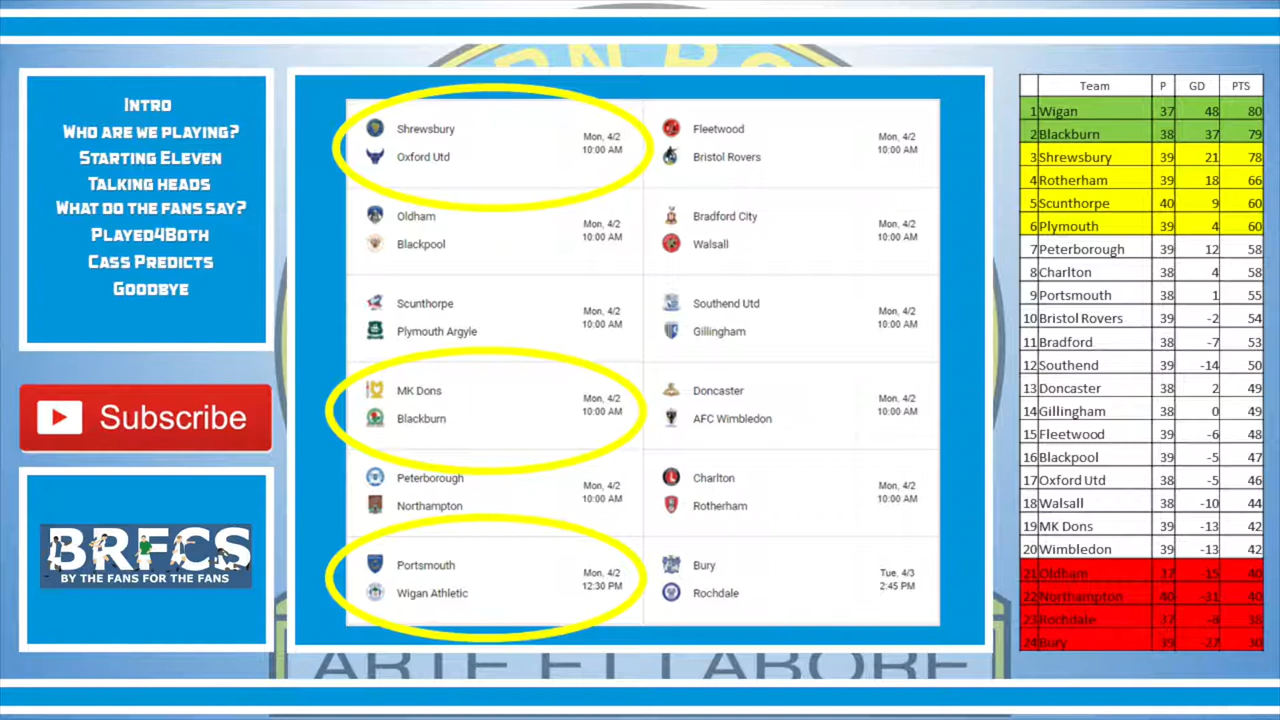 RN RO
INTRO
WHO ARE WE PLAYING?
STARTING ELEVEN
TALKING HEADS
WHAT DO THE FANS SAY?
PLAYED4BOTH
CASS PREDICTS
GOODBYE
Subscribe
BRFCS
BY THE FANS FOR THE FANS
Shrewsbury
Oxford Utd
Mon, 4/2
10:00 AM
Fleetwood
Bristol Rovers
Mon, 4/2
10:00 AM
Oldham
Blackpool
Mon, 4/2
10:00 AM
Bradford City
Walsall
Mon, 4/2
10:00 AM
Scunthorpe
Plymouth Argyle
Mon, 4/2
10:00 AM
Southend Utd
Gillingham
Mon, 4/2
10:00 AM
MK Dons
Blackburn
Mon, 4/2
10:00 AM
Doncaster
AFC Wimbledon
Mon, 4/2
10:00 AM
Peterborough
Northampton
Mon, 4/2
10:00 AM
Charlton
Rotherham
Mon, 4/2
10:00 AM
Portsmouth
Wigan Athletic
Mon, 4/2
12:30 PM
Bury
Rochdale
Tue, 4/3
2:45 PM
Team P GD PTS
1 Wigan 37 48 80
2 Blackburn 38 37 79
3 Shrewsbury 39 21 78
4 Rotherham 39 18 66
5 Scunthorpe 40 9 60
6 Plymouth 39 4 60
7 Peterborough 39 12 58
8 Charlton 38 4 58
9 Portsmouth 38 1 55
10 Bristol Rovers 39 -2 54
11 Bradford 38 -7 53
12 Southend 39 -14 50
13 Doncaster 38 2 49
14 Gillingham 38 0 49
15 Fleetwood 39 -6 48
16 Blackpool 39 -5 47
17 Oxford Utd 38 -5 46
18 Walsall 38 -10 44
19 MK Dons 39 -13 42
20 Wimbledon 39 -13 42
21 Oldham 37 -15 40
22 Northampton 40 -31 40
23 Rochdale 37 -8 38
24 Bury 39 -27 30
ARTE ET LABORE